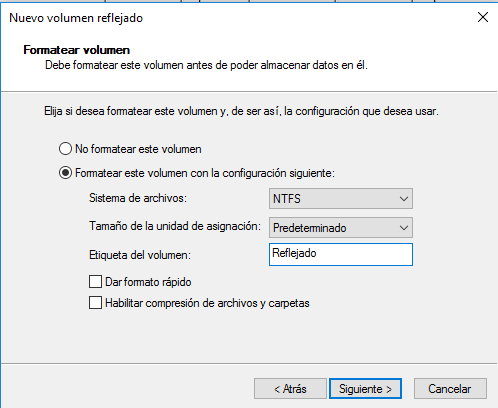 Nuevo volumen reflejado
Formatear volumen
Debe formatear este volumen antes de poder almacenar datos en él.
Elija si desea formatear este volumen y, de ser así, la configuración que desea usar.
No formatear este volumen
Formatear este volumen con la configuración siguiente:
Sistema de archivos: NTFS
Tamaño de la unidad de asignación: Predeterminado
Etiqueta del volumen: Reflejado
Dar formato rápido
Habilitar compresión de archivos y carpetas
< Atrás Siguiente > Cancelar